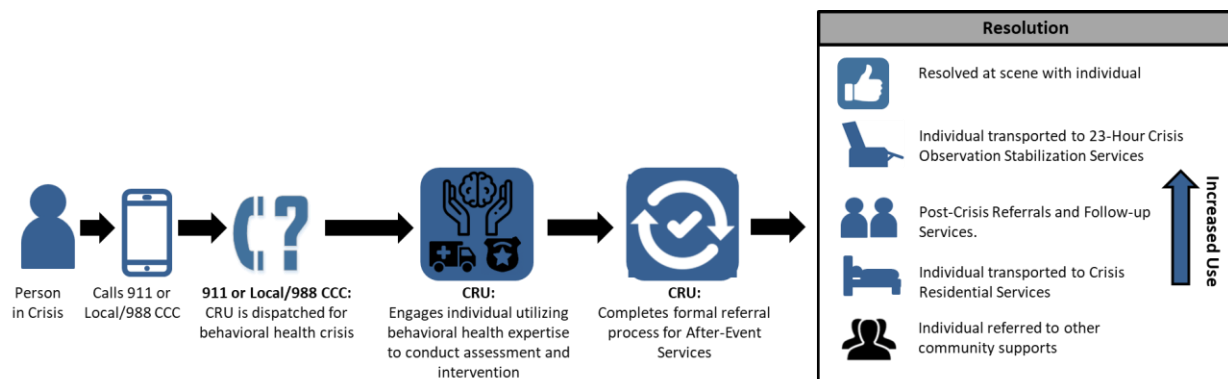 Resolution
Resolved at scene with individual
Individual transported to 23-Hour Crisis
Observation Stabilization Services
Post-Crisis Referrals and Follow-up
Services.
Individual transported to Crisis
Residential Services
Individual referred to other
community supports
Increased Use
Person
in Crisis
Calls 911 or
Local/988 CCC
911 or Local/988 CCC:
CRU is dispatched for
behavioral health crisis
CRU:
Engages individual utilizing
behavioral health expertise
to conduct assessment and
intervention
CRU:
Completes formal referral
process for After-Event
Services